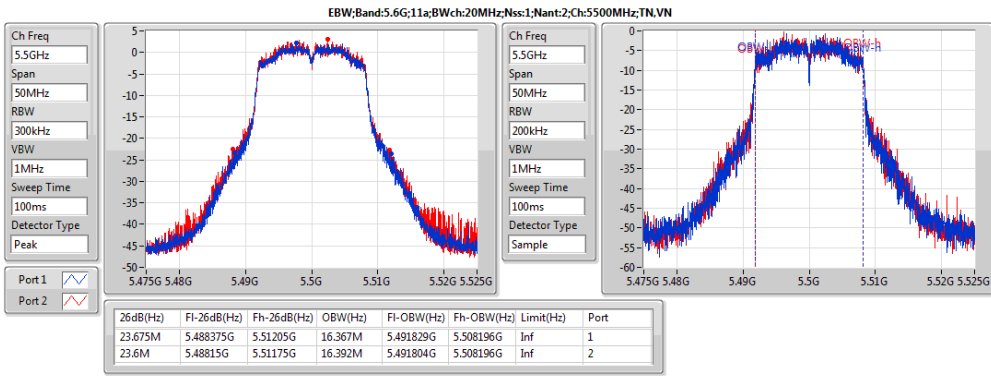 EBW;Band:5.6G;11a;BWch:20MHz;Nss:1;Nant:2;Ch:5500MHz;TN,VN
Ch Freq
5.5GHz
Span
50MHz
RBW
300kHz
VBW
1MHz
Sweep Time
100ms
Detector Type
Peak
Port 1
Port 2
5
0
-5
-10
-15
-20
-25
-30
-35
-40
-45
-50
5.475G 5.48G 5.49G 5.5G 5.51G 5.52G 5.525G
Ch Freq
5.5GHz
Span
50MHz
RBW
200kHz
VBW
1MHz
Sweep Time
100ms
Detector Type
Sample
0
-5
-10
-15
-20
-25
-30
-35
-40
-45
-50
-55
-60
OBW-h
5.475G 5.48G 5.49G 5.5G 5.51G 5.52G 5.525G
26dB(Hz) Fl-26dB(Hz) Fh-26dB(Hz) OBW(Hz) Fl-OBW(Hz) Fh-OBW(Hz) Limit(Hz) Port
23.675M 5.488375G 5.51205G 16.367M 5.491829G 5.508196G Inf 1
23.6M 5.48815G 5.51175G 16.392M 5.491804G 5.508196G Inf 2